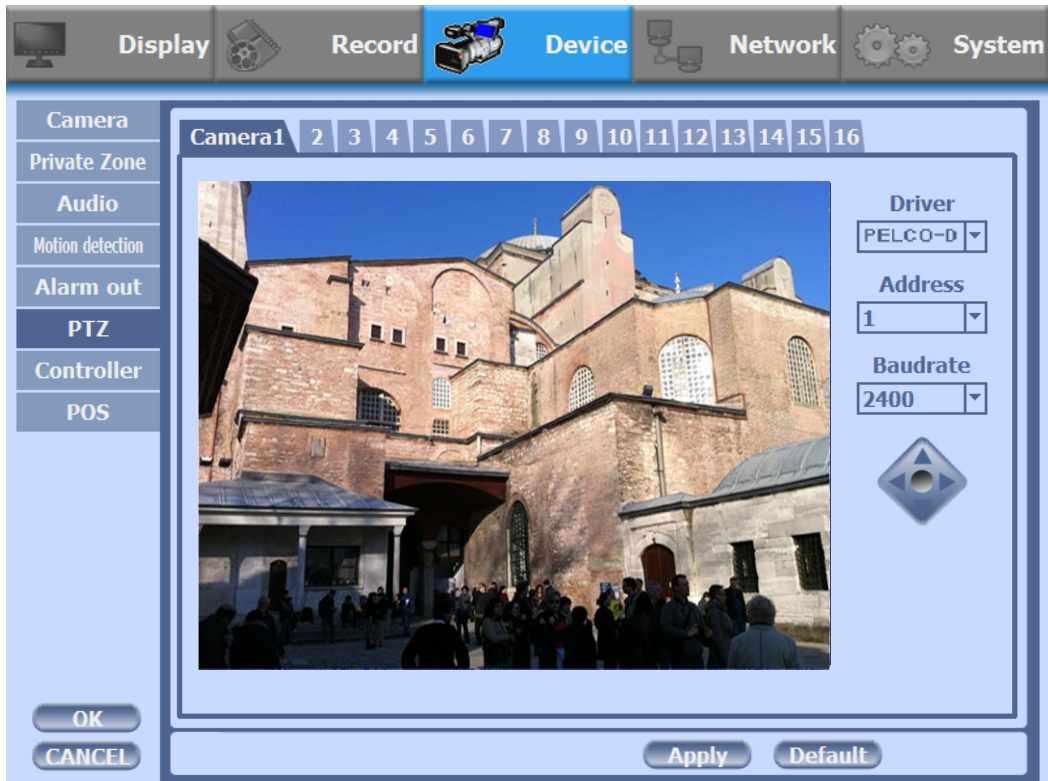 Display Record Device Network System
Camera
Private Zone
Audio
Motion detection
Alarm out
PTZ
Controller
POS
Camera1 2 3 4 5 6 7 8 9 10 11 12 13 14 15 16
Driver
PELCO-D
Address
1
Baudrate
2400
OK
CANCEL
Apply Default